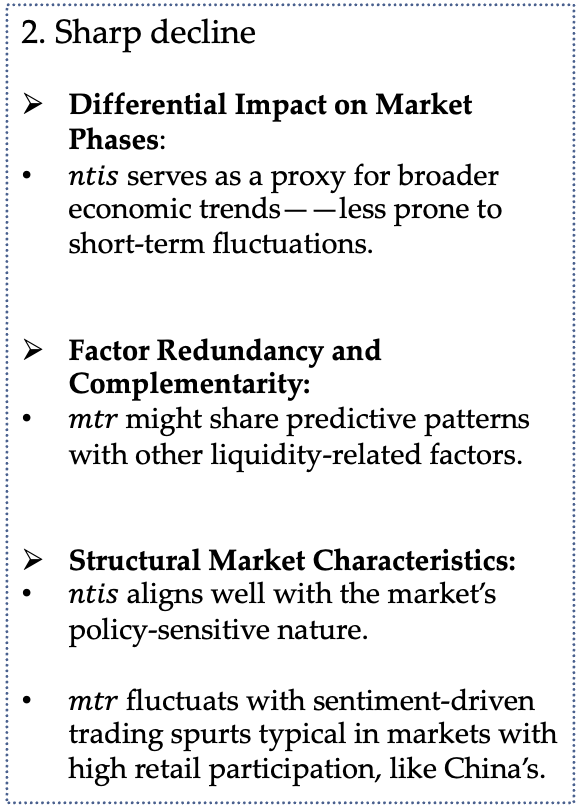 2. Sharp decline
➢ Differential Impact on Market
Phases:
• ntis serves as a proxy for broader
economic trends——less prone to
short-term fluctuations.
➢ Factor Redundancy and
Complementarity:
• mtr might share predictive patterns
with other liquidity-related factors.
➢ Structural Market Characteristics:
• ntis aligns well with the market’s
policy-sensitive nature.
• mtr fluctuats with sentiment-driven
trading spurts typical in markets with
high retail participation, like China’s.